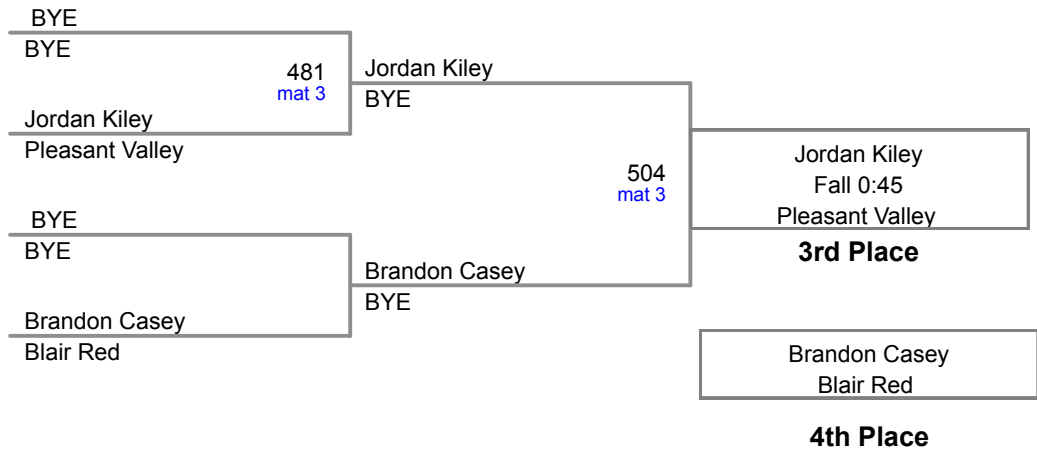 BYE
BYE
481
mat 3
Jordan Kiley
Pleasant Valley
Jordan Kiley
BYE
BYE
BYE
Brandon Casey
Blair Red
Brandon Casey
BYE
504
mat 3
Jordan Kiley
Fall 0:45
Pleasant Valley
3rd Place
Brandon Casey
Blair Red
4th Place